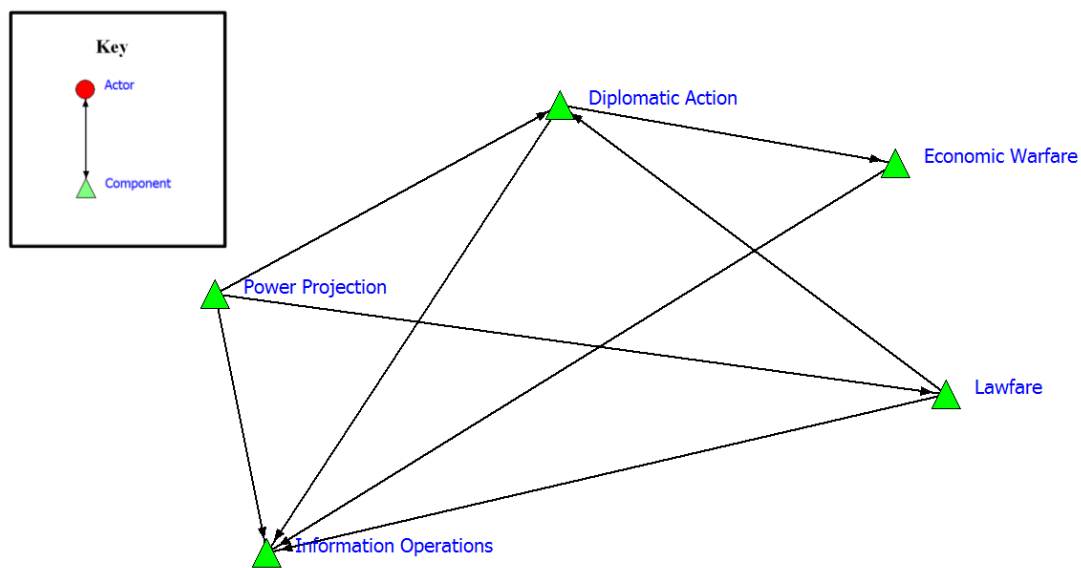 Key
Actor
Component
Diplomatic Action
Economic Warfare
Power Projection
Lawfare
Information Operations